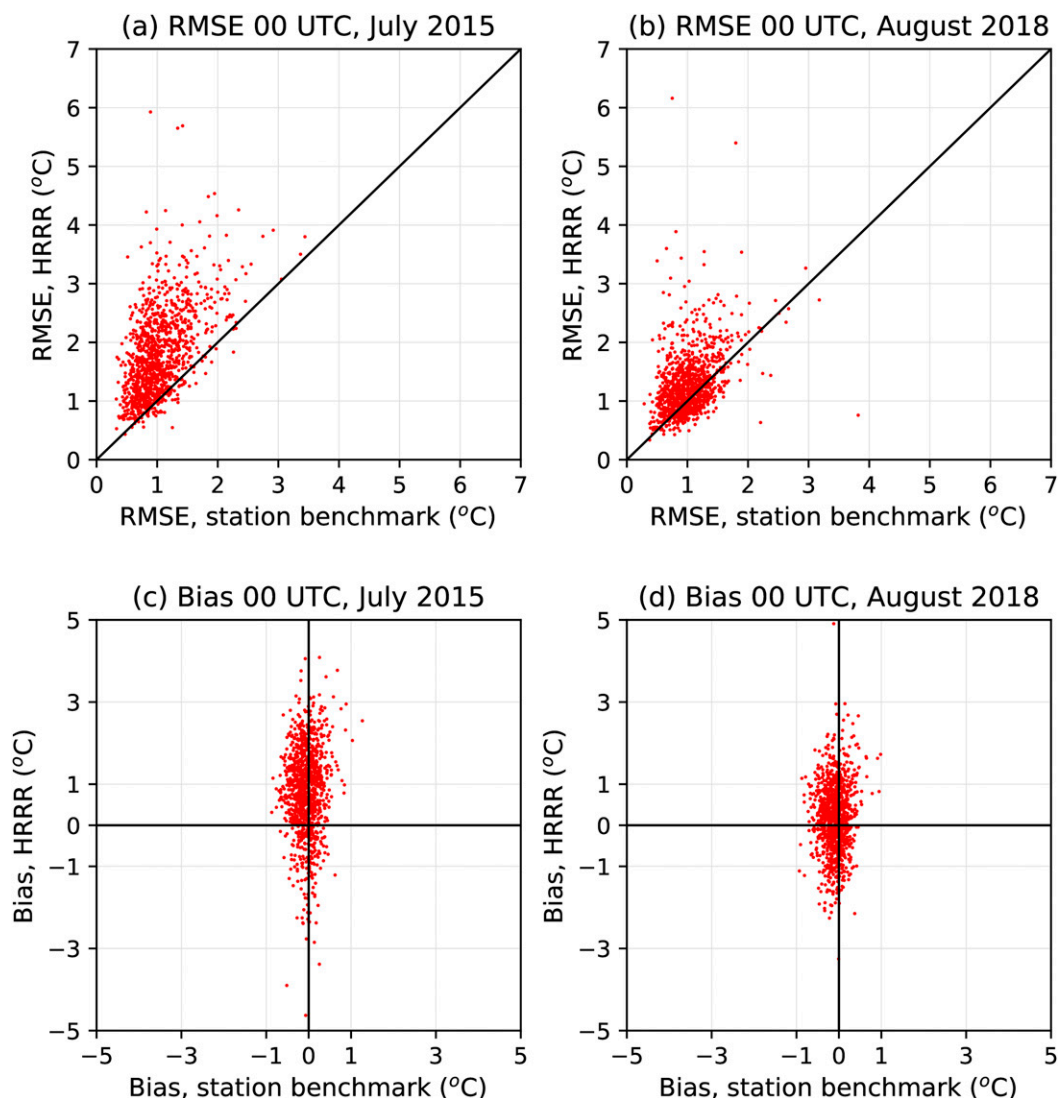 (a) RMSE 00 UTC, July 2015
(b) RMSE 00 UTC, August 2018
7
6
5
4
3
2
1
0
RMSE, HRRR (°C)
0 1 2 3 4 5 6 7
RMSE, station benchmark (°C)
7
6
5
4
3
2
1
0
RMSE, HRRR (°C)
0 1 2 3 4 5 6 7
RMSE, station benchmark (°C)
(c) Bias 00 UTC, July 2015
(d) Bias 00 UTC, August 2018
5
3
1
0
−1
−3
−5
Bias, HRRR (°C)
−5 −3 −1 0 1 3 5
Bias, station benchmark (°C)
5
3
1
0
−1
−3
−5
Bias, HRRR (°C)
−5 −3 −1 0 1 3 5
Bias, station benchmark (°C)